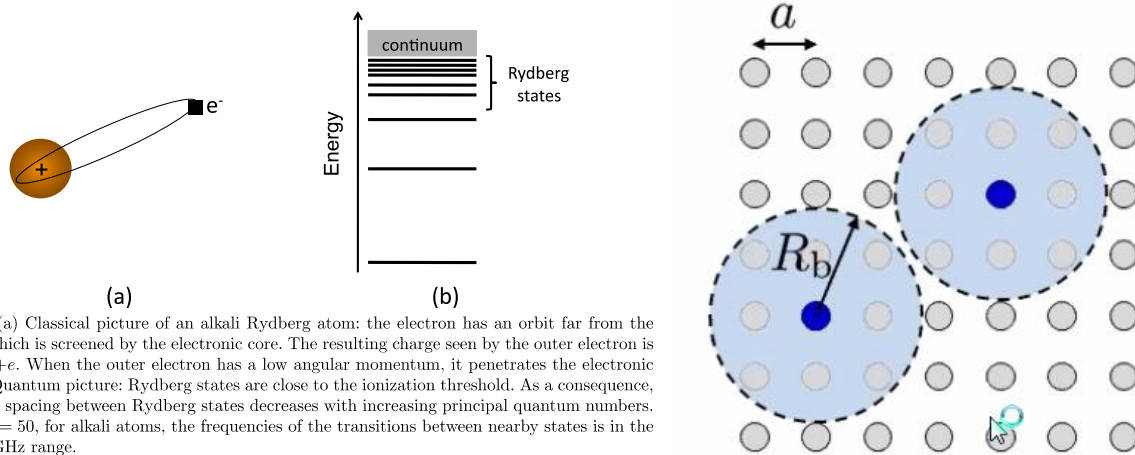 a
continuum
Rydberg
states
e-
+
Energy
R_b
(a)
(b)
(a) Classical picture of an alkali Rydberg atom: the electron has an orbit far from the
hich is screened by the electronic core. The resulting charge seen by the outer electron is
+e. When the outer electron has a low angular momentum, it penetrates the electronic
Quantum picture: Rydberg states are close to the ionization threshold. As a consequence,
spacing between Rydberg states decreases with increasing principal quantum numbers.
= 50, for alkali atoms, the frequencies of the transitions between nearby states is in the
GHz range.